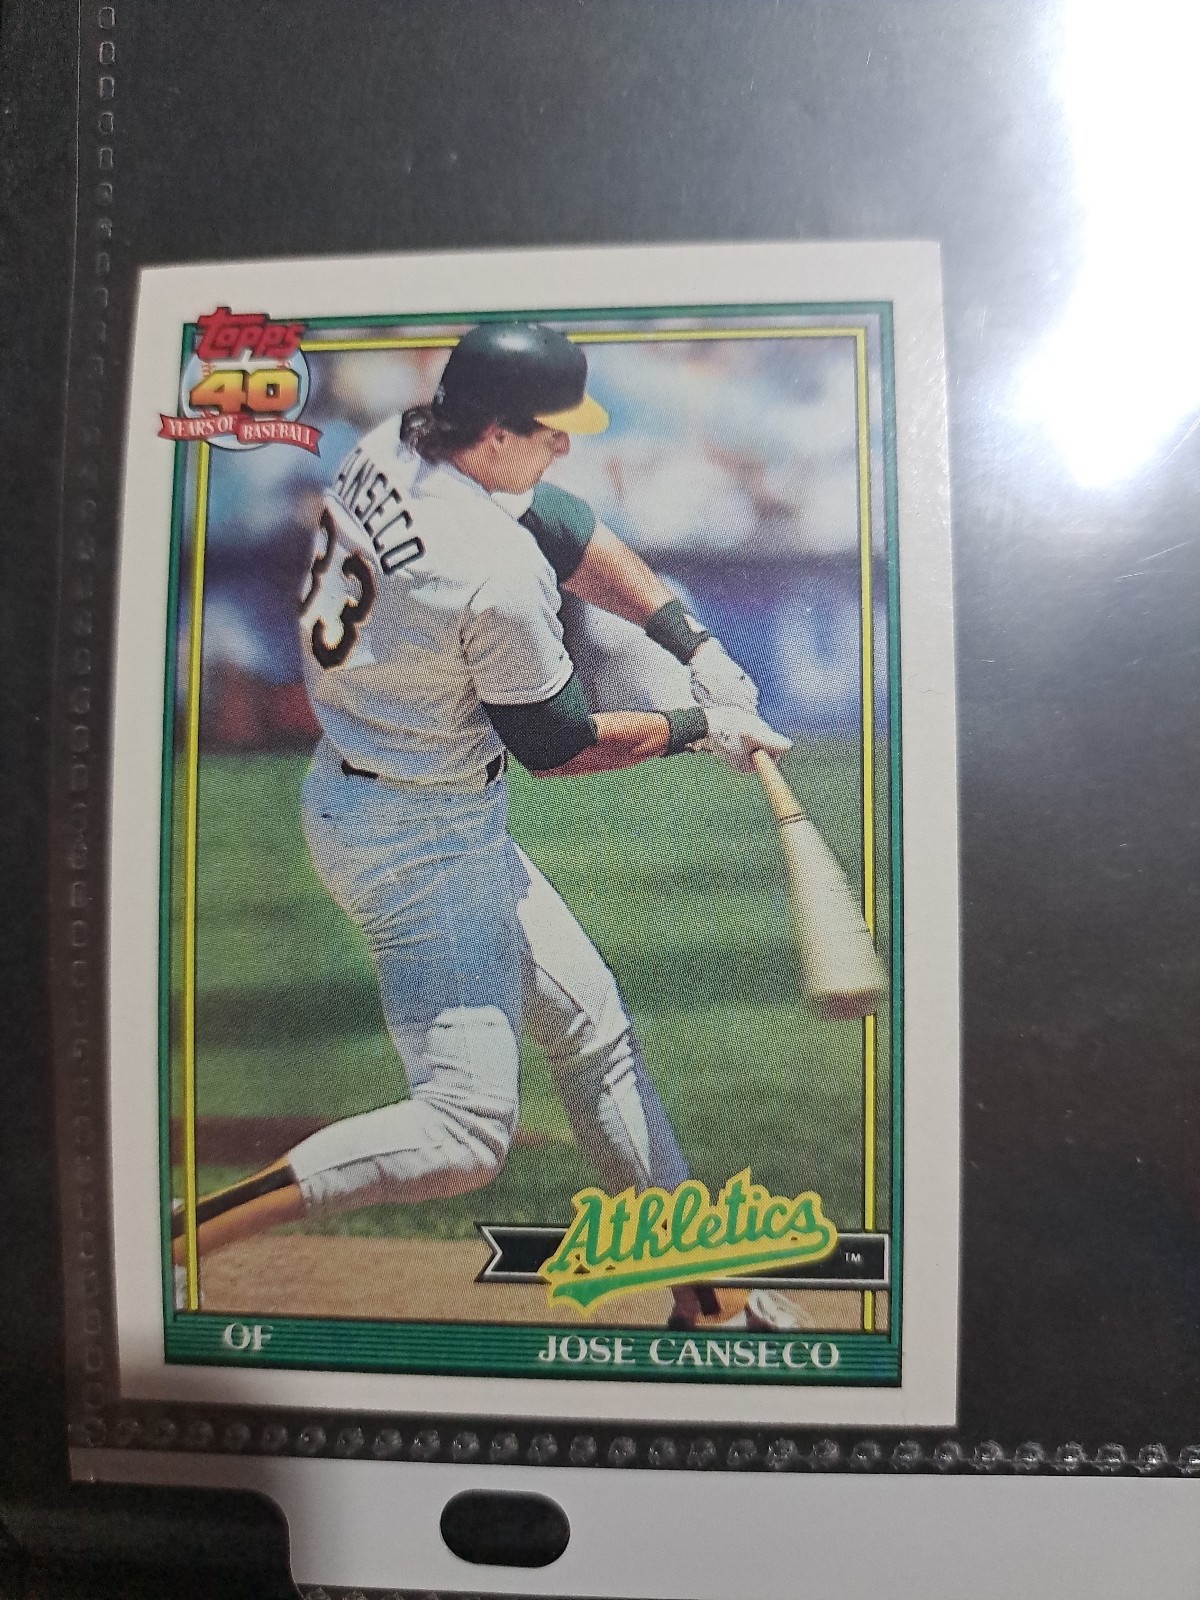 Topps
40
YEARS OF BASEBALL
ANSECO
33
Athletics
TM
OF JOSE CANSECO